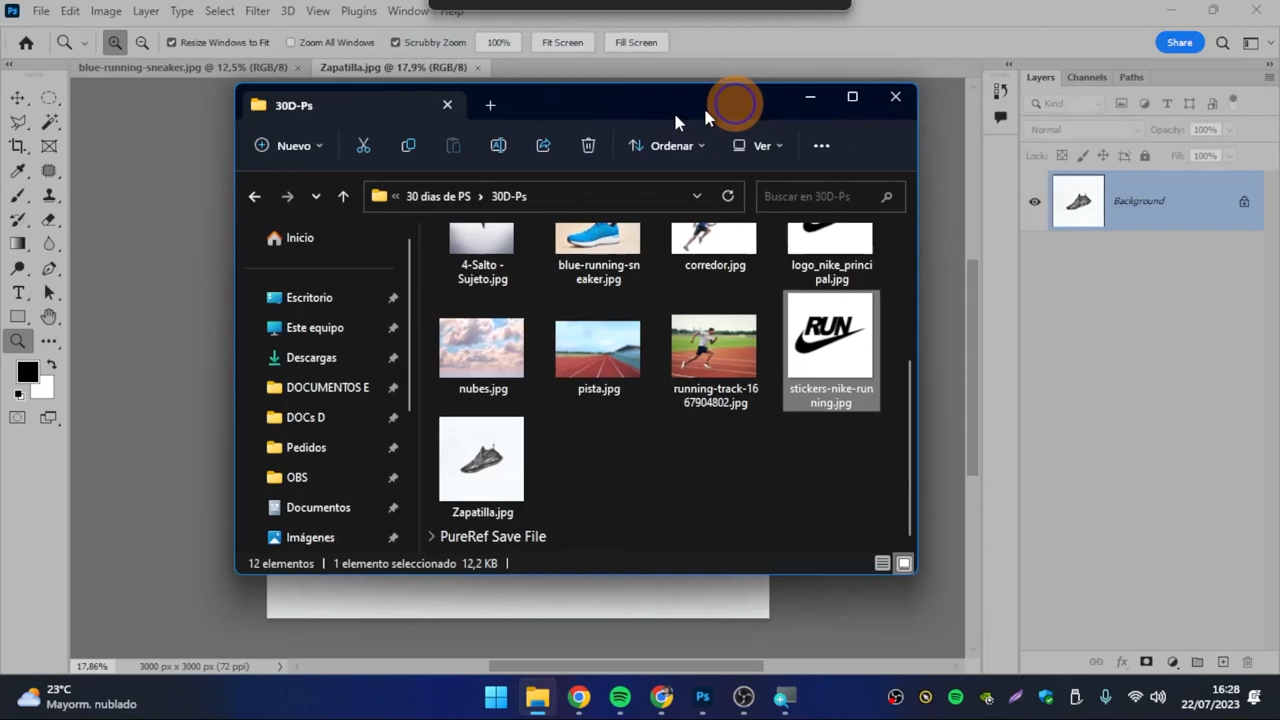 Ps File Edit Image Layer Type Select Filter 3D View Plugins Window Help
Resize Windows to Fit Zoom All Windows Scrubby Zoom 100% Fit Screen Fill Screen Share
blue-running-sneaker.jpg @ 12,5% (RGB/8) × Zapatilla.jpg @ 17,9% (RGB/8) ×
Layers Channels Paths
Kind
Normal Opacity: 100%
Lock: Fill: 100%
Background
30D-Ps
Nuevo Ordenar Ver
« 30 dias de PS > 30D-Ps Buscar en 30D-Ps
Inicio
Escritorio
Este equipo
Descargas
DOCUMENTOS E
DOCs D
Pedidos
OBS
Documentos
Imágenes
4-Salto -
Sujeto.jpg
blue-running-sn
eaker.jpg
corredor.jpg
logo_nike_princi
pal.jpg
nubes.jpg
pista.jpg
running-track-16
67904802.jpg
RUN
stickers-nike-run
ning.jpg
Zapatilla.jpg
PureRef Save File
12 elementos 1 elemento seleccionado 12,2 KB
17,86% 3000 px x 3000 px (72 ppi)
23°C
Mayorm. nublado
Ps
16:28
22/07/2023